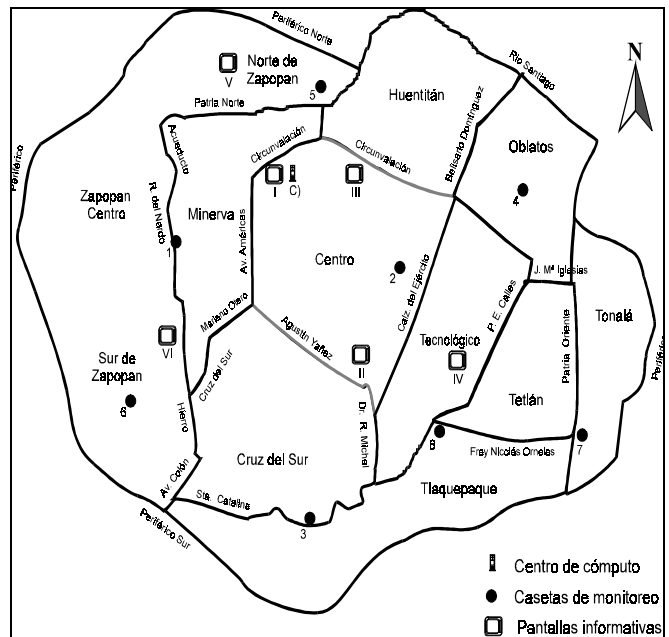 Periférico Norte
N
Norte de
Zapopan
V
5
Río Santiago
Huentitán
Patria Norte
Belisario Domínguez
Acueducto
Circunvalación
Circunvalación
Oblatos
Periférico
I
C)
III
4
Zapopan
Centro
R. del Nardo
Minerva
Av. Américas
1
Centro
2
Calz. del Ejército
J. Mª Iglesias
P. E. Calles
Tonalá
Mariano Otero
Agustín Yañez
Tecnológico
Patria Oriente
Periférico
VI
Cruz del Sur
II
IV
Sur de
Zapopan
6
Hierro
Tetlán
Dr. R. Michel
8
7
Cruz del Sur
Fray Nicolás Ornelas
Av. Colón
Sta. Catalina
Tlaquepaque
Periférico Sur
3
Centro de cómputo
Casetas de monitoreo
Pantallas informativas